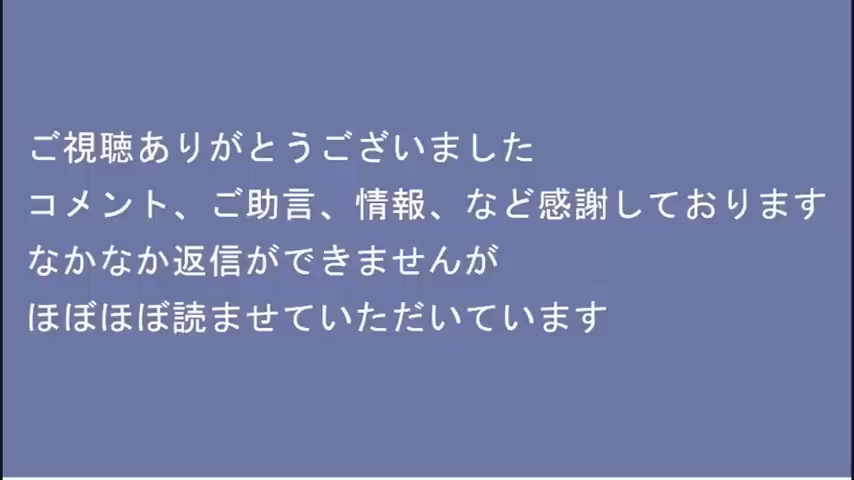 ご視聴ありがとうございました
コメント、ご助言、情報、など感謝しております
なかなか返信ができませんが
ほぼほぼ読ませていただいています